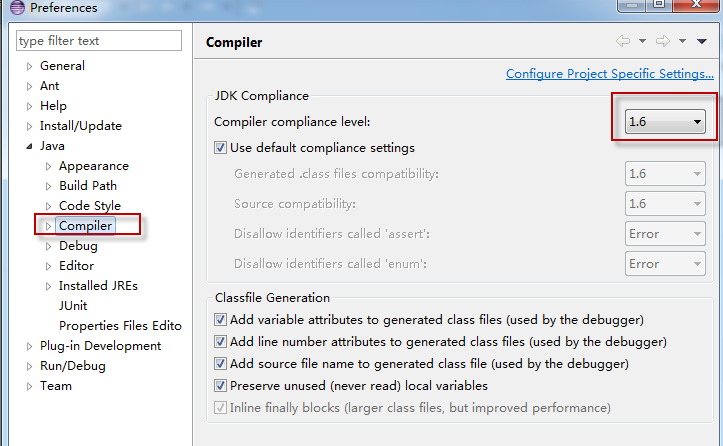 Preferences
type filter text
General
Ant
Help
Install/Update
Java
Appearance
Build Path
Code Style
Compiler
Debug
Editor
Installed JREs
JUnit
Properties Files Edito
Plug-in Development
Run/Debug
Team
Compiler
Configure Project Specific Settings...
JDK Compliance
Compiler compliance level: 1.6
Use default compliance settings
Generated .class files compatibility: 1.6
Source compatibility: 1.6
Disallow identifiers called 'assert': Error
Disallow identifiers called 'enum': Error
Classfile Generation
Add variable attributes to generated class files (used by the debugger)
Add line number attributes to generated class files (used by the debugger)
Add source file name to generated class file (used by the debugger)
Preserve unused (never read) local variables
Inline finally blocks (larger class files, but improved performance)